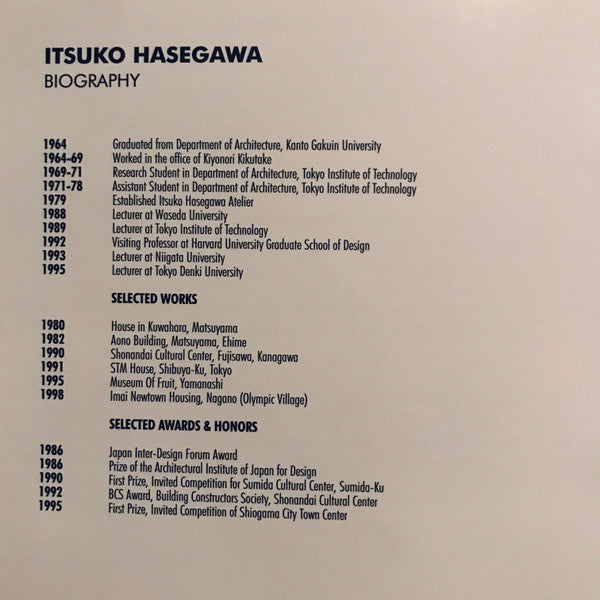 ITSUKO HASEGAWA
BIOGRAPHY
1964 Graduated from Department of Architecture, Kanto Gakuin University
1964-69 Worked in the office of Kiyonori Kikutake
1969-71 Research Student in Department of Architecture, Tokyo Institute of Technology
1971-78 Assistant Student in Department of Architecture, Tokyo Institute of Technology
1979 Established Itsuko Hasegawa Atelier
1988 Lecturer at Waseda University
1989 Lecturer at Tokyo Institute of Technology
1992 Visiting Professor at Harvard University Graduate School of Design
1993 Lecturer at Niigata University
1995 Lecturer at Tokyo Denki University
SELECTED WORKS
1980 House in Kuwahara, Matsuyama
1982 Aono Building, Matsuyama, Ehime
1990 Shonandai Cultural Center, Fujisawa, Kanagawa
1991 STM House, Shibuya-Ku, Tokyo
1995 Museum Of Fruit, Yamanashi
1998 Imai Newtown Housing, Nagano (Olympic Village)
SELECTED AWARDS & HONORS
1986 Japan Inter-Design Forum Award
1986 Prize of the Architectural Institute of Japan for Design
1990 First Prize, Invited Competition for Sumida Cultural Center, Sumida-Ku
1992 BCS Award, Building Constructors Society, Shonandai Cultural Center
1995 First Prize, Invited Competition of Shiogama City Town Center